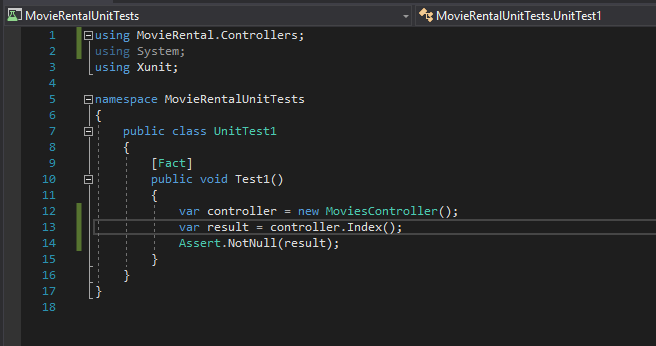 MovieRentalUnitTests MovieRentalUnitTests.UnitTest1
1 using MovieRental.Controllers;
2 using System;
3 using Xunit;
4
5 namespace MovieRentalUnitTests
6 {
7 public class UnitTest1
8 {
9 [Fact]
10 public void Test1()
11 {
12 var controller = new MoviesController();
13 var result = controller.Index();
14 Assert.NotNull(result);
15 }
16 }
17 }
18